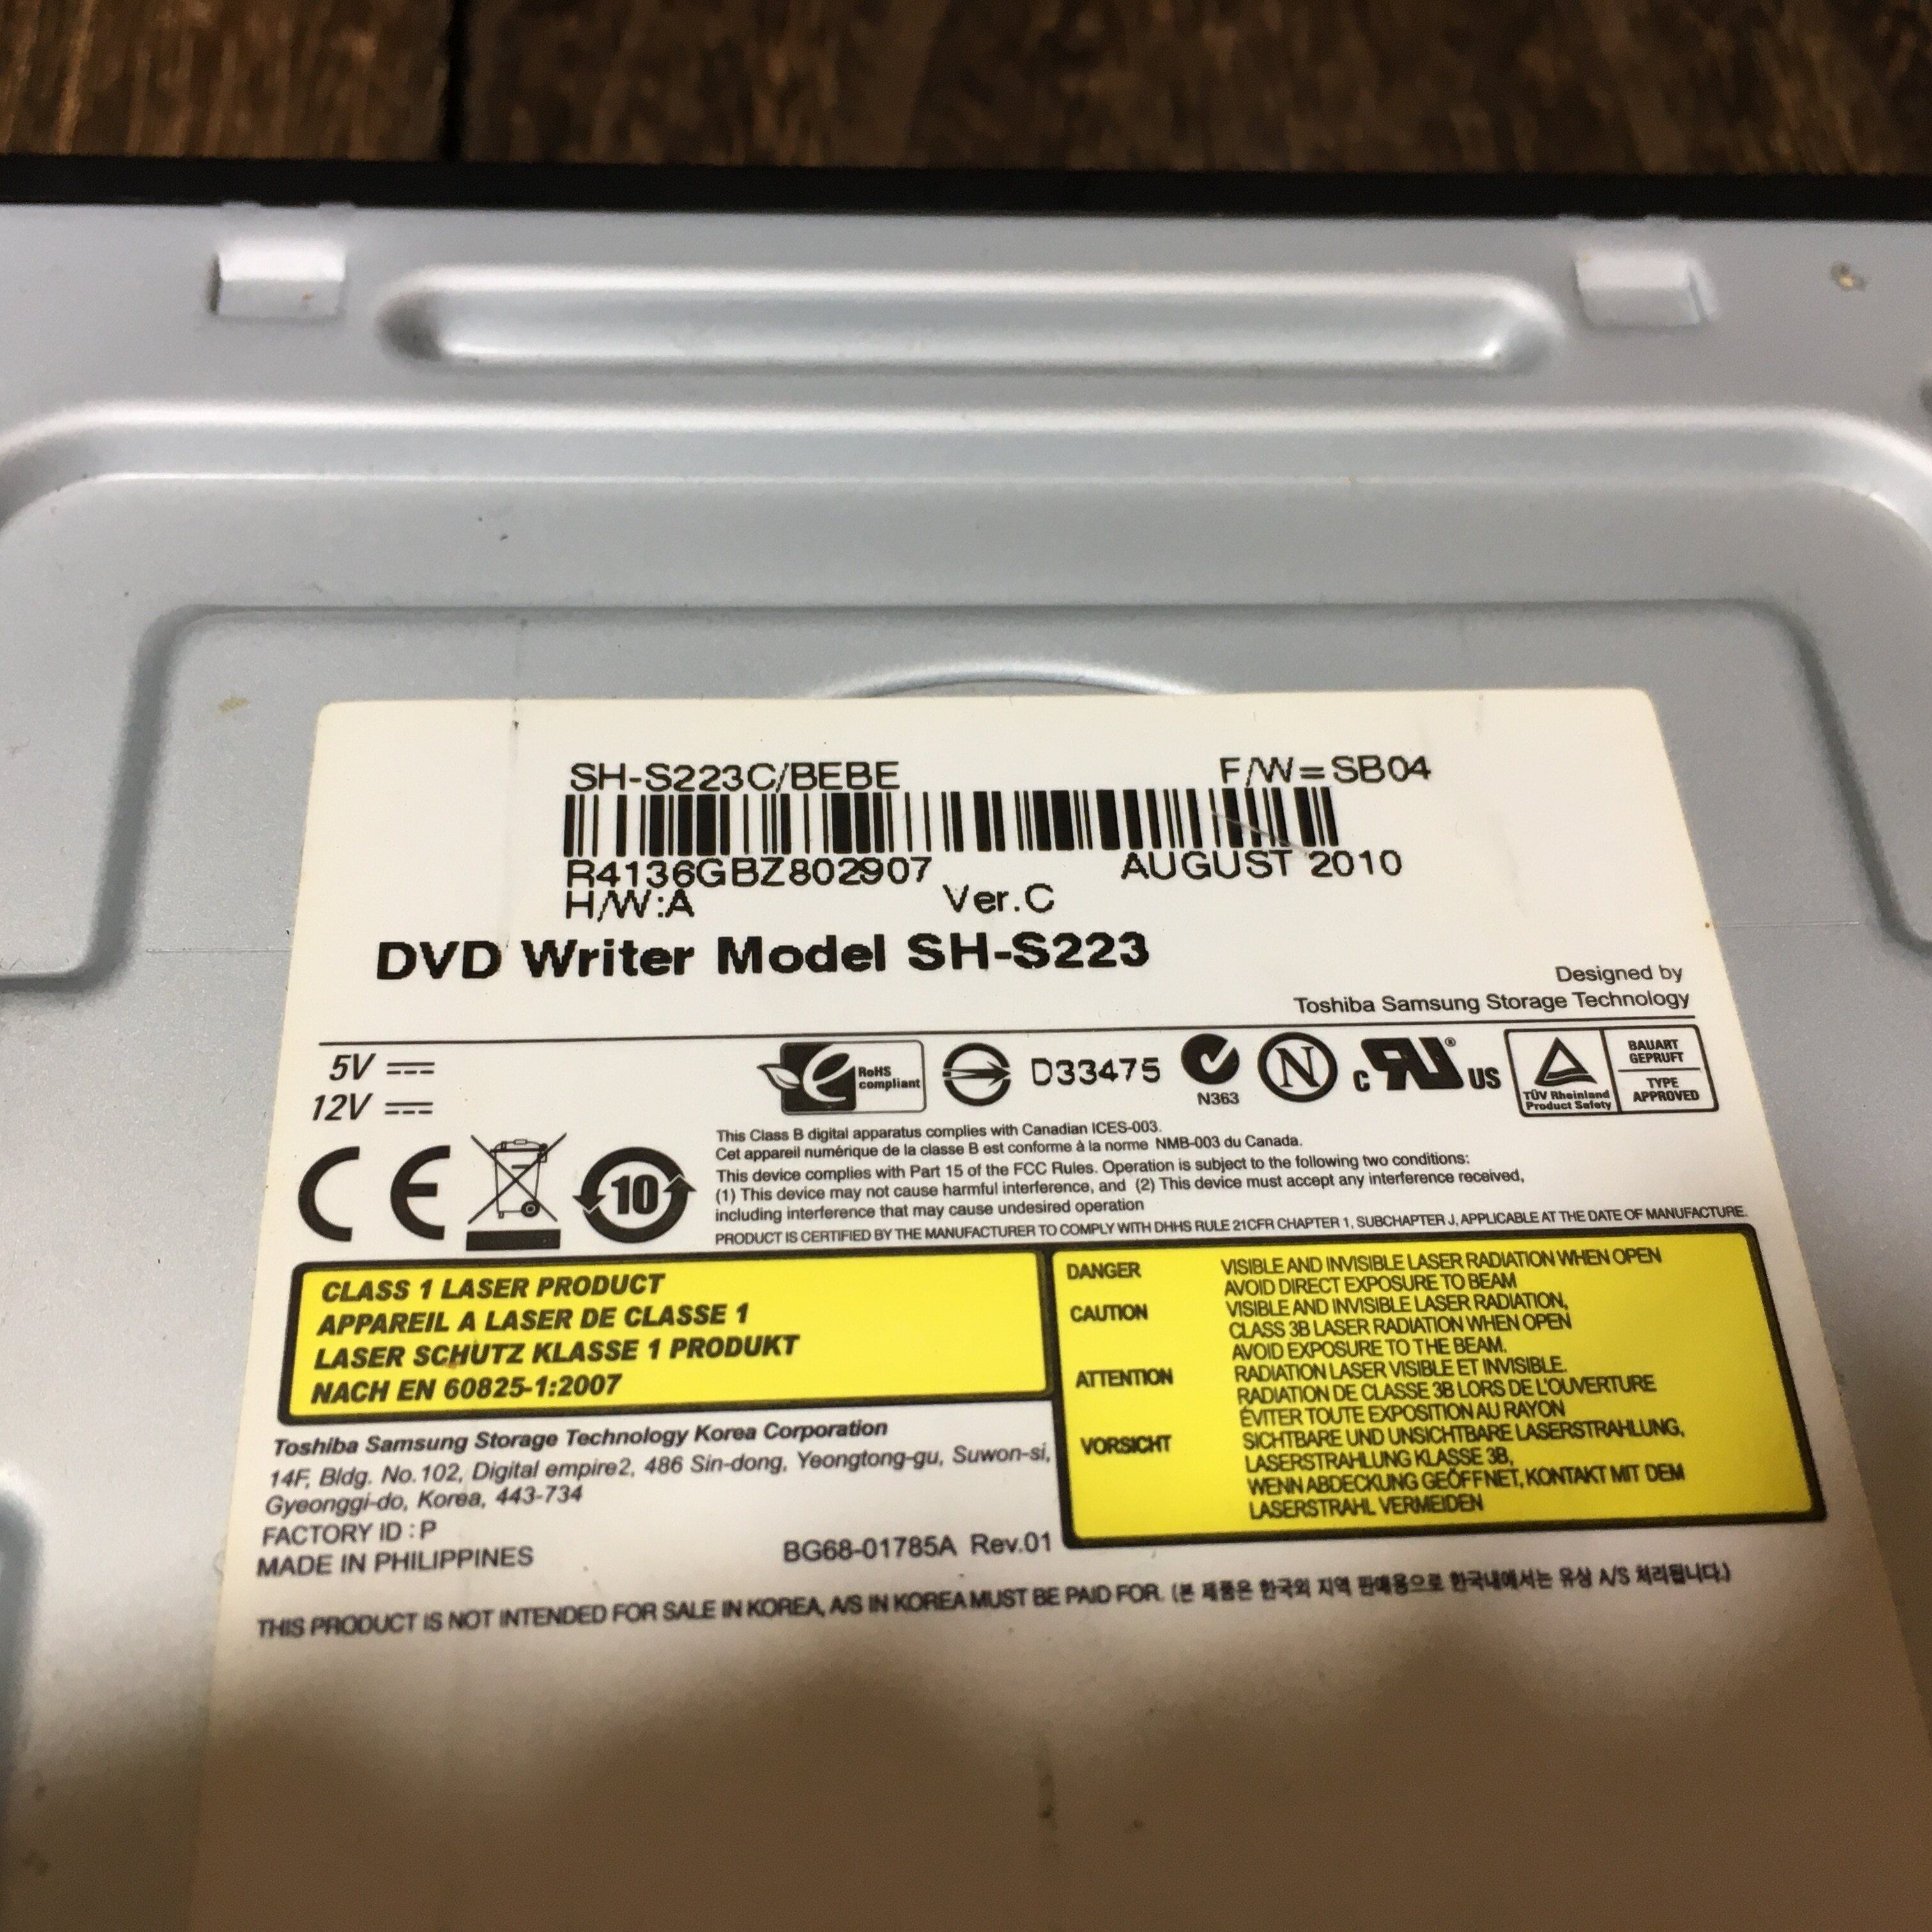 SH-S223C/BEBE F/W=SB04
R4136GBZ802907 AUGUST 2010
H/W:A Ver.C
DVD Writer Model SH-S223
Designed by
Toshiba Samsung Storage Technology
5V
12V
RoHS
compliant
D33475
N363
N
c RU ® US
TÜV Rheinland
Product Safety
BAUART
GEPRUFT
TYPE
APPROVED
CE
10
This Class B digital apparatus complies with Canadian ICES-003.
Cet appareil numérique de la classe B est conforme à la norme NMB-003 du Canada.
This device complies with Part 15 of the FCC Rules. Operation is subject to the following two conditions:
(1) This device may not cause harmful interference, and (2) This device must accept any interference received,
including interference that may cause undesired operation
PRODUCT IS CERTIFIED BY THE MANUFACTURER TO COMPLY WITH DHHS RULE 21CFR CHAPTER 1, SUBCHAPTER J, APPLICABLE AT THE DATE OF MANUFACTURE.
CLASS 1 LASER PRODUCT
APPAREIL A LASER DE CLASSE 1
LASER SCHUTZ KLASSE 1 PRODUKT
NACH EN 60825-1:2007
DANGER VISIBLE AND INVISIBLE LASER RADIATION WHEN OPEN
AVOID DIRECT EXPOSURE TO BEAM
CAUTION VISIBLE AND INVISIBLE LASER RADIATION,
CLASS 3B LASER RADIATION WHEN OPEN
AVOID EXPOSURE TO THE BEAM.
ATTENTION RADIATION LASER VISIBLE ET INVISIBLE.
RADIATION DE CLASSE 3B LORS DE L'OUVERTURE
ÉVITER TOUTE EXPOSITION AU RAYON
VORSICHT SICHTBARE UND UNSICHTBARE LASERSTRAHLUNG,
LASERSTRAHLUNG KLASSE 3B,
WENN ABDECKUNG GEÖFFNET, KONTAKT MIT DEM
LASERSTRAHL VERMEIDEN
Toshiba Samsung Storage Technology Korea Corporation
14F, Bldg. No.102, Digital empire2, 486 Sin-dong, Yeongtong-gu, Suwon-si,
Gyeonggi-do, Korea, 443-734
FACTORY ID : P
MADE IN PHILIPPINES BG68-01785A Rev.01
THIS PRODUCT IS NOT INTENDED FOR SALE IN KOREA, A/S IN KOREA MUST BE PAID FOR. (본 제품은 한국외 지역 판매용으로 한국내에서는 유상 A/S 처리됩니다.)